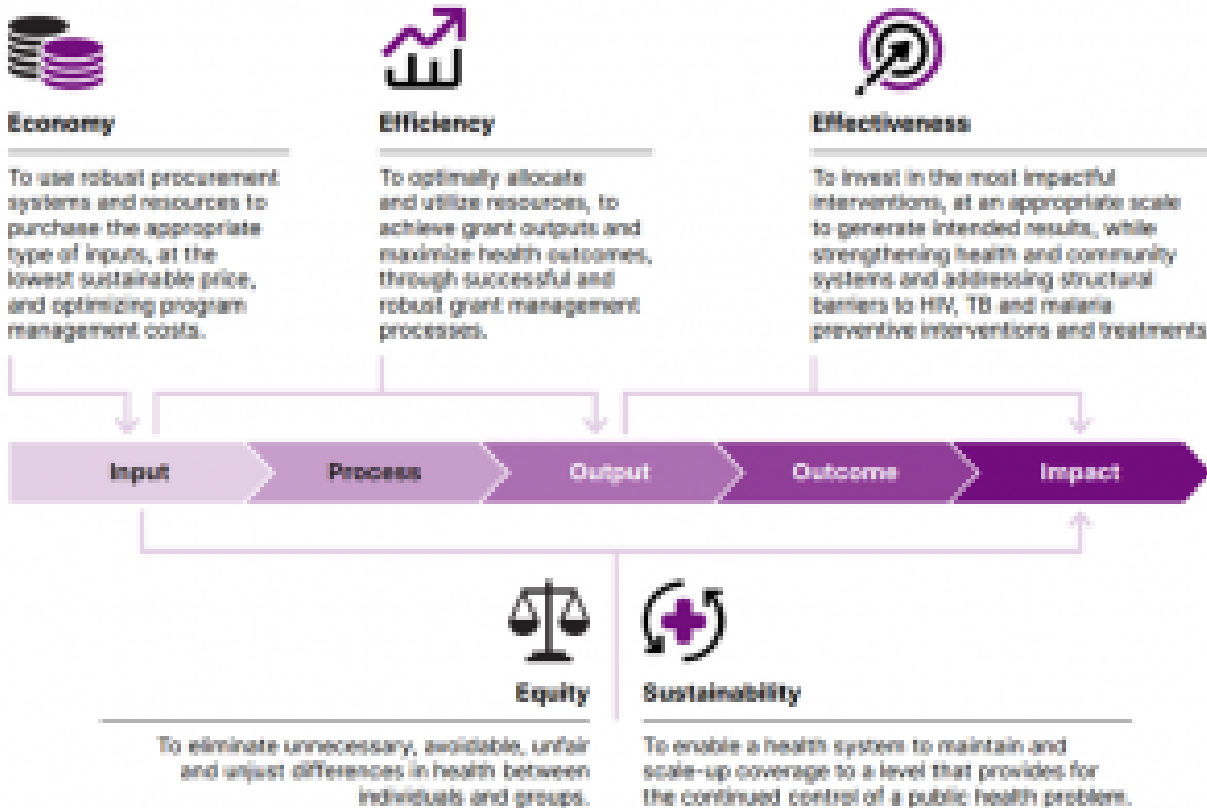 Economy
To use robust procurement
systems and resources to
purchase the appropriate
type of inputs, at the
lowest sustainable price,
and optimizing program
management costs.
Efficiency
To optimally allocate
and utilize resources, to
achieve grant outputs and
maximize health outcomes,
through successful and
robust grant management
processes.
Effectiveness
To invest in the most impactful
interventions, at an appropriate scale
to generate intended results, while
strengthening health and community
systems and addressing structural
barriers to HIV, TB and malaria
preventive interventions and treatments
Input
Process
Output
Outcome
Impact
Equity
To eliminate unnecessary, avoidable, unfair
and unjust differences in health between
individuals and groups.
Sustainability
To enable a health system to maintain and
scale-up coverage to a level that provides for
the continued control of a public health problem.